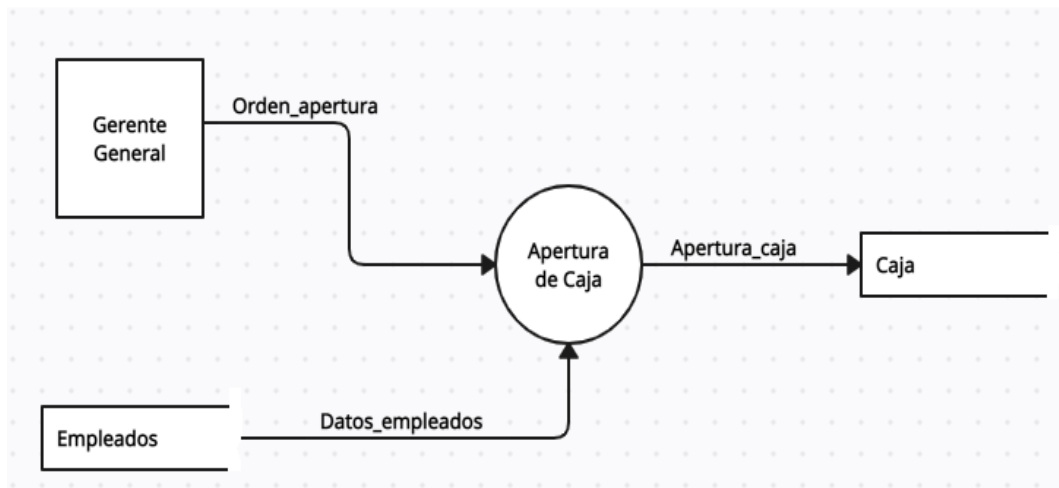 Orden_apertura
Gerente
General
Apertura
de Caja
Apertura_caja
Caja
Datos_empleados
Empleados